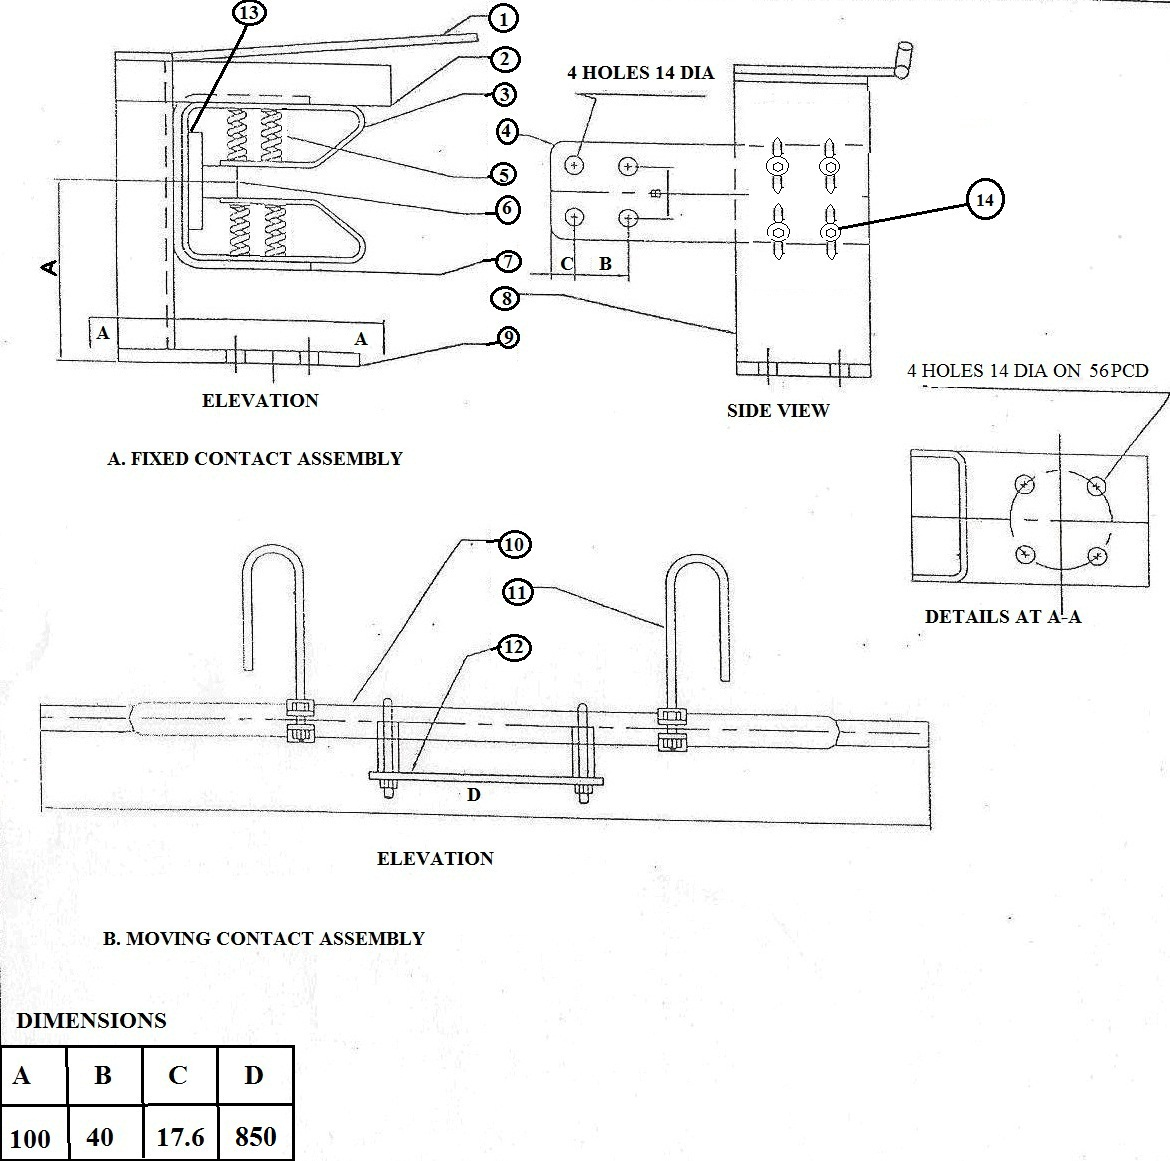 13
1
2
3
4
5
6
7
8
9
4 HOLES 14 DIA
14
A
A
A
B
C
B
ELEVATION
SIDE VIEW
4 HOLES 14 DIA ON 56PCD
A. FIXED CONTACT ASSEMBLY
DETAILS AT A-A
10
11
12
D
ELEVATION
B. MOVING CONTACT ASSEMBLY
DIMENSIONS
A B C D
100 40 17.6 850